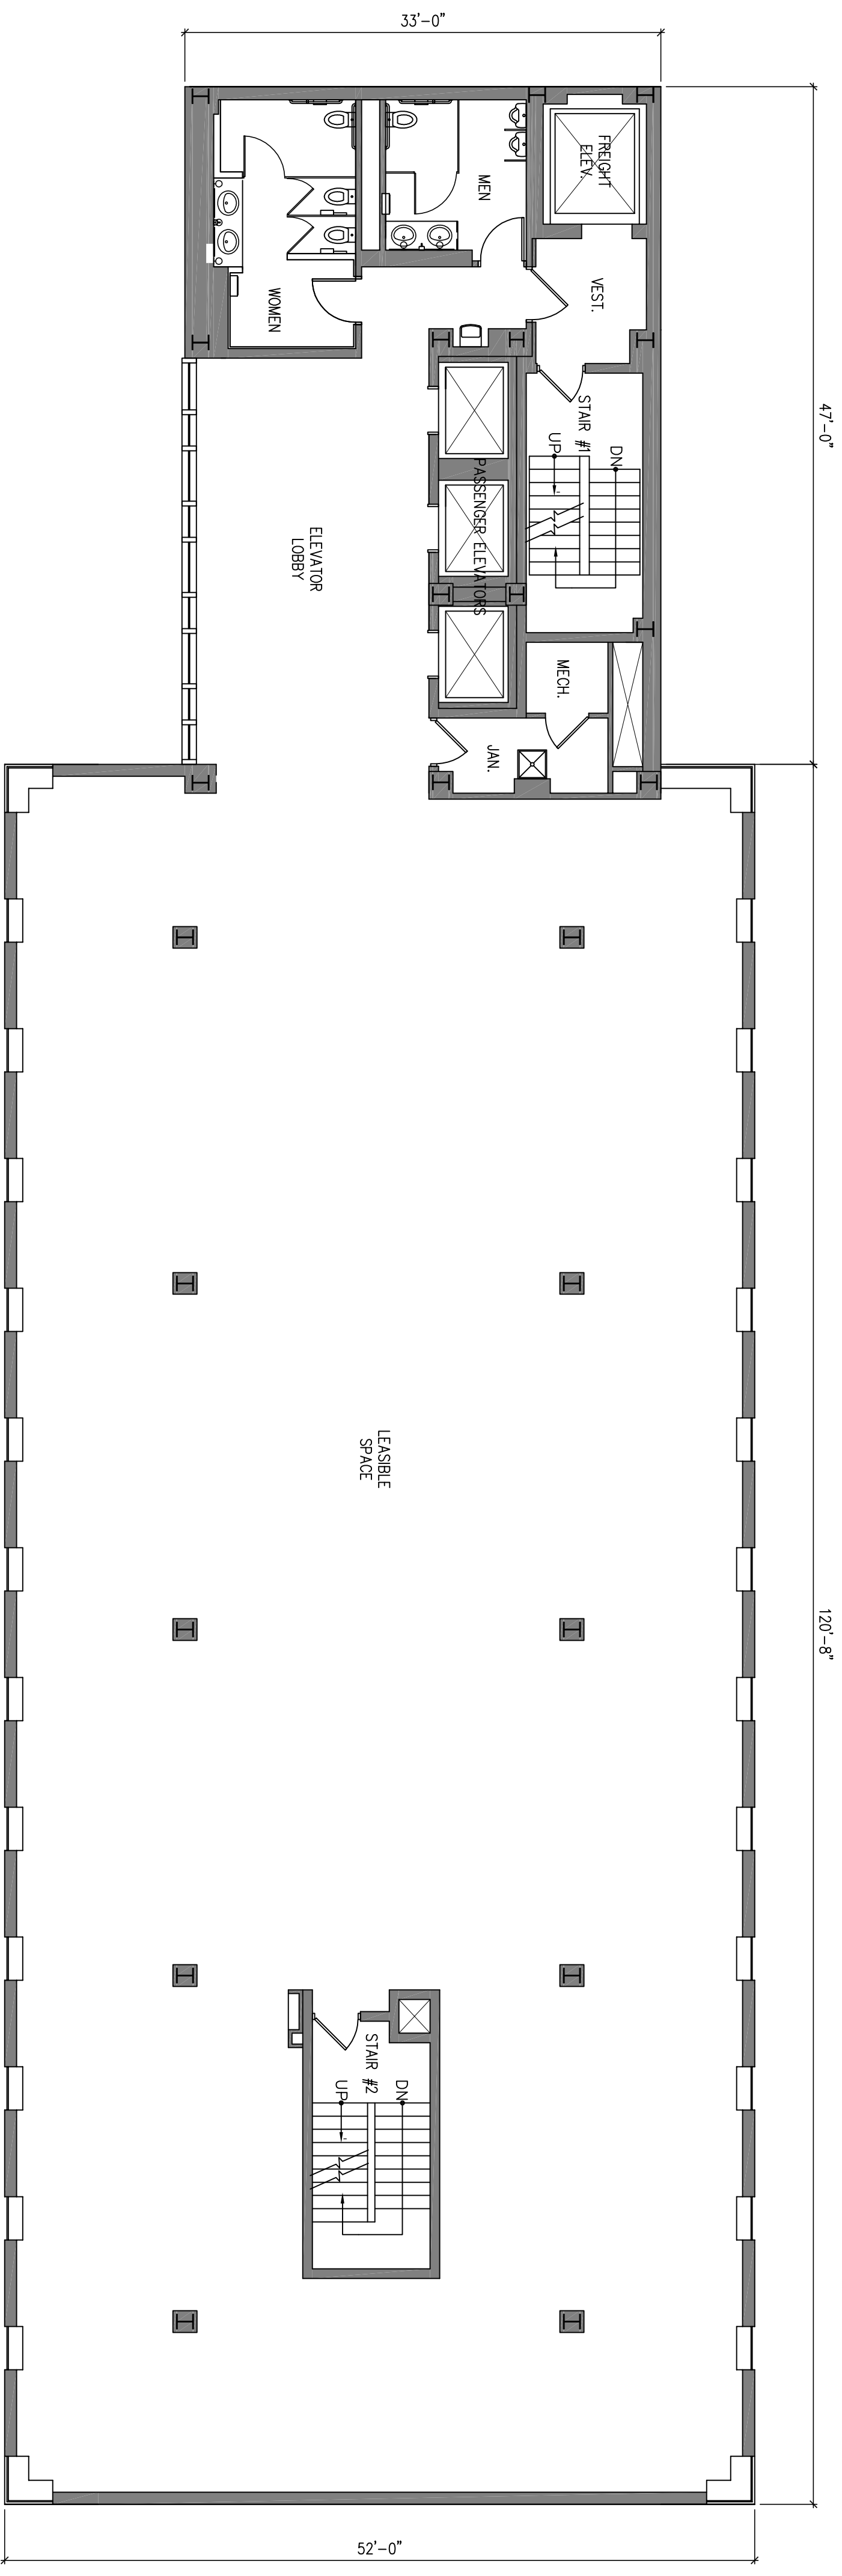 33'-0"
FREIGHT
ELEV.
MEN
VEST.
WOMEN
47'-0"
STAIR #1
UP
DN
PASSENGER ELEVATORS
ELEVATOR
LOBBY
MECH.
JAN.
LEASIBLE
SPACE
120'-8"
STAIR #2
UP
DN
52'-0"